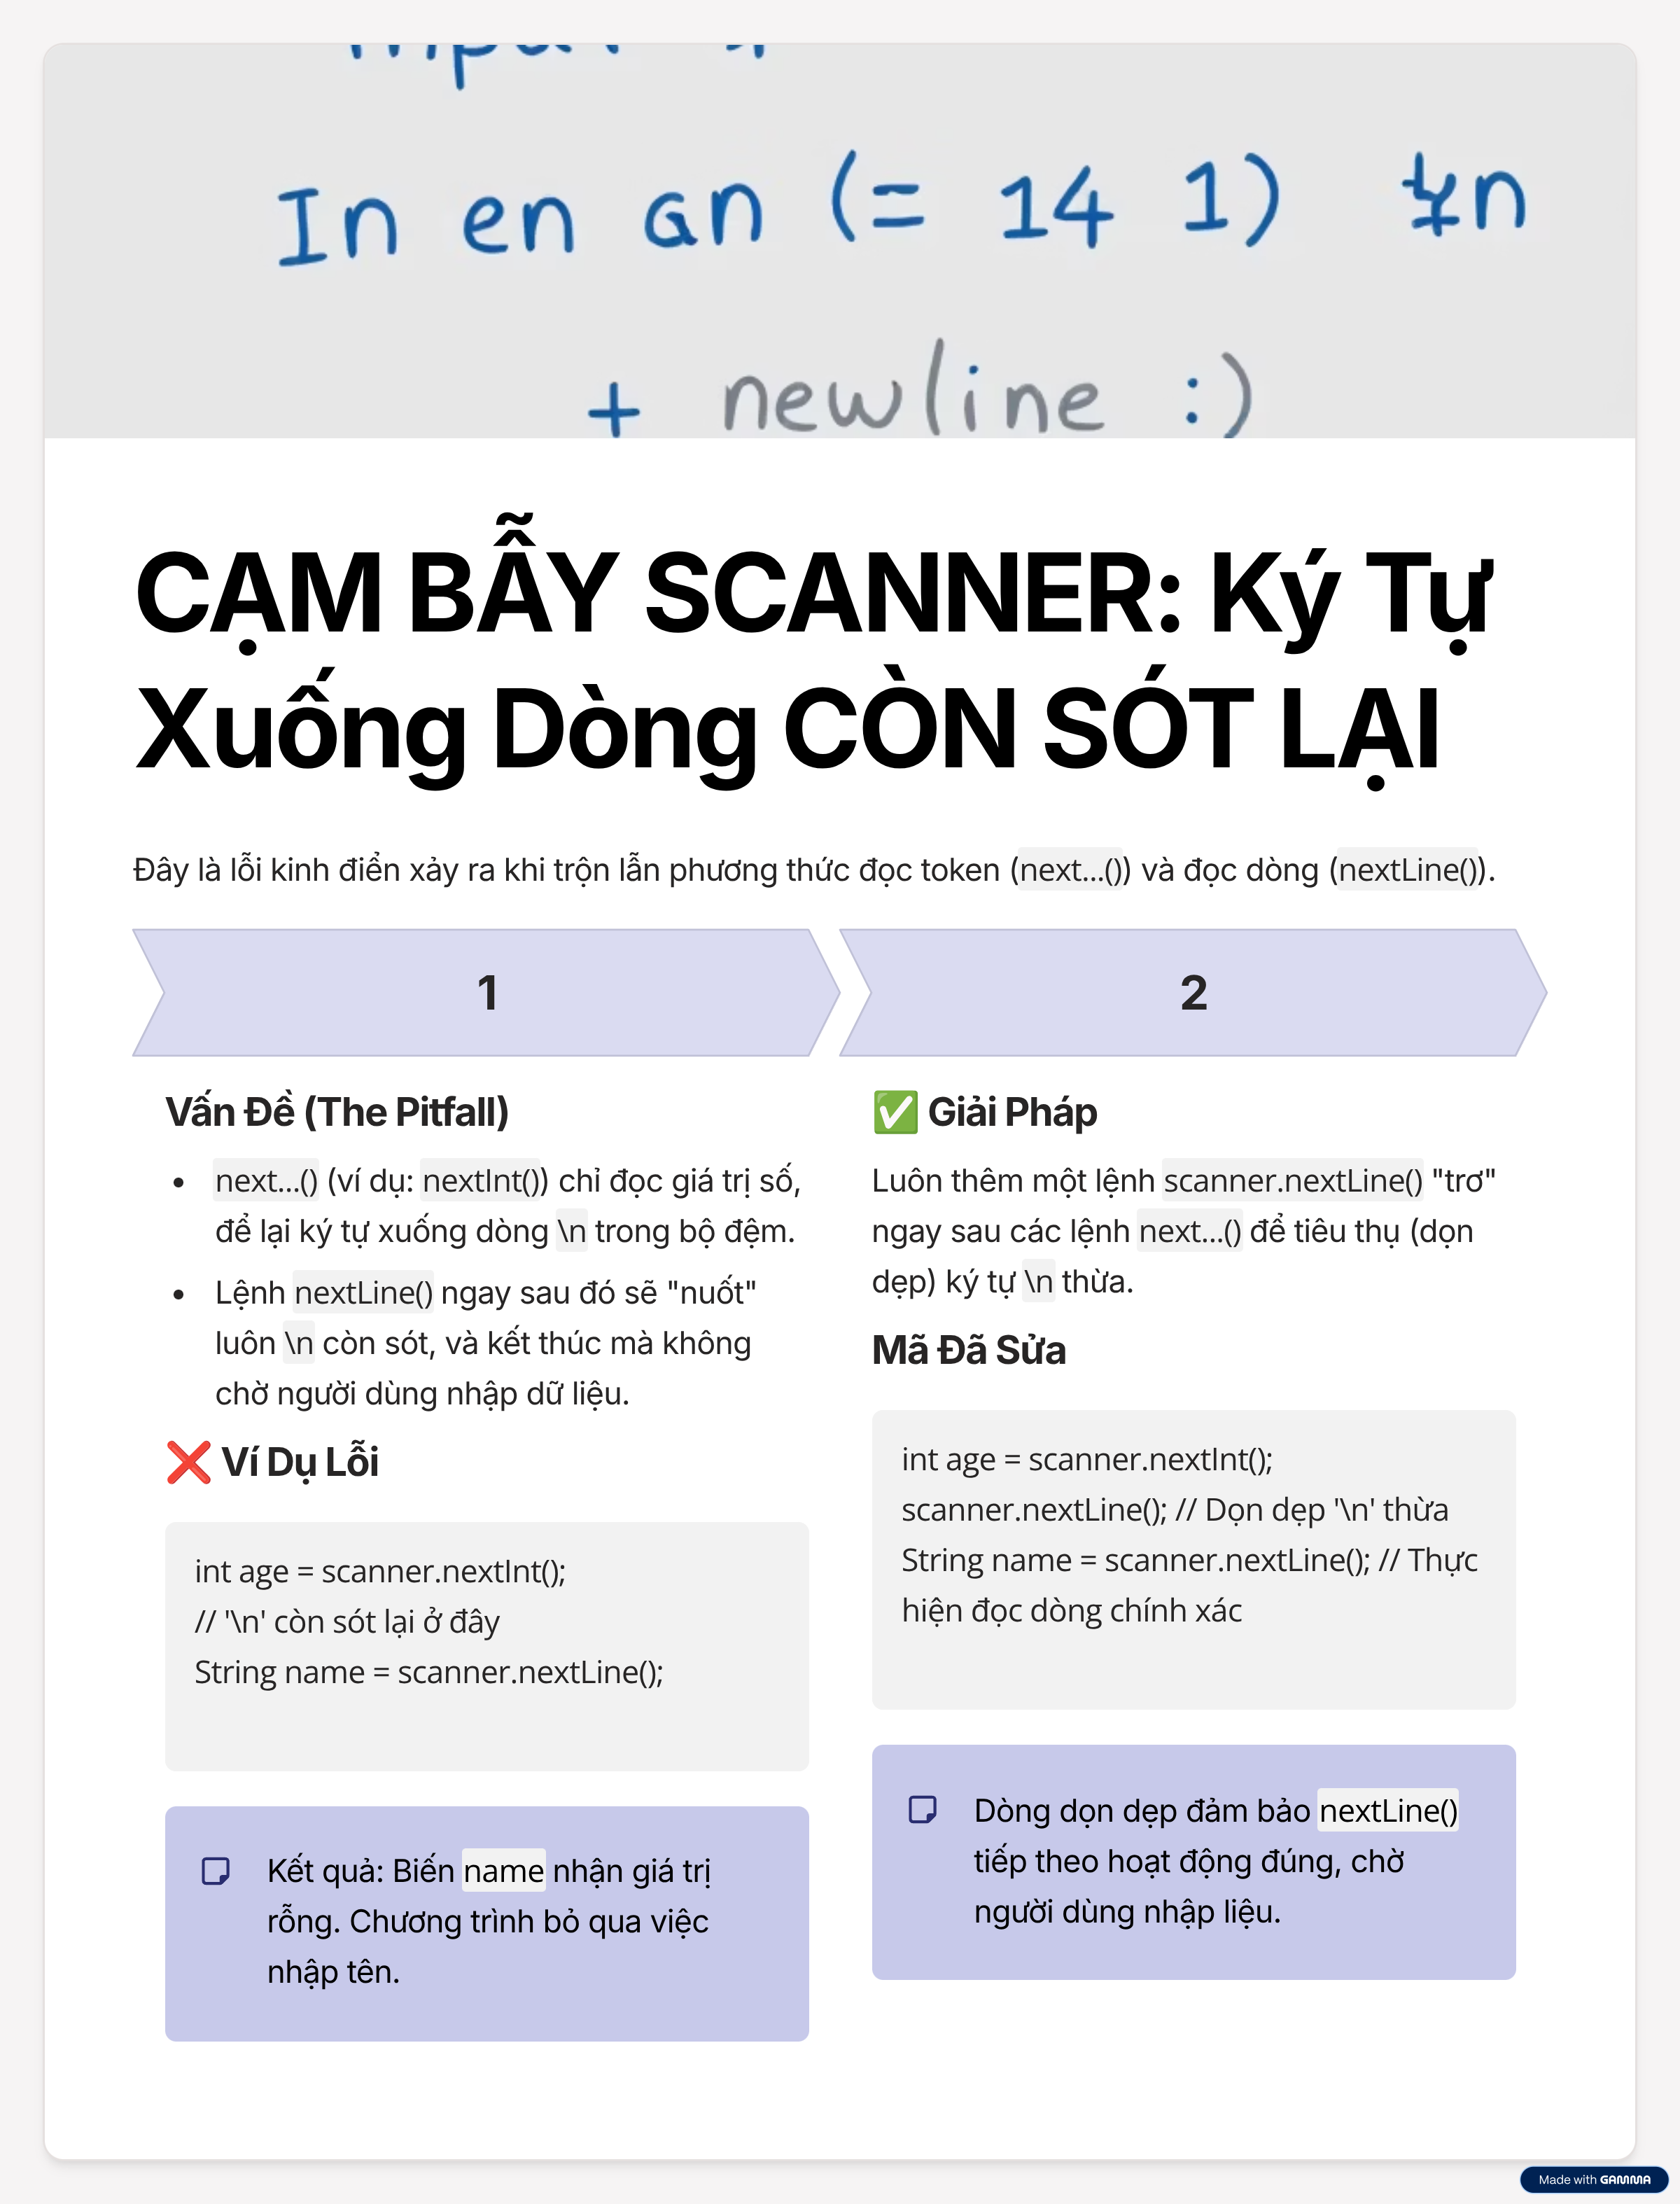 In en an (= 14 1)
+ newline :)
CẠM BẪY SCANNER: Ký Tự
Xuống Dòng CÒN SÓT LẠI
Đây là lỗi kinh điển xảy ra khi trộn lẫn phương thức đọc token (next...()) và đọc dòng (nextLine()).
1
Vấn Đề (The Pitfall)
• next...() (ví dụ: nextInt()) chỉ đọc giá trị số,
để lại ký tự xuống dòng \n trong bộ đệm.
• Lệnh nextLine() ngay sau đó sẽ "nuốt"
luôn \n còn sót, và kết thúc mà không
chờ người dùng nhập dữ liệu.
❌ Ví Dụ Lỗi
int age = scanner.nextInt();
// '\n' còn sót lại ở đây
String name = scanner.nextLine();
Kết quả: Biến name nhận giá trị
rỗng. Chương trình bỏ qua việc
nhập tên.
2
✅ Giải Pháp
Luôn thêm một lệnh scanner.nextLine() "trơ"
ngay sau các lệnh next...() để tiêu thụ (dọn
dẹp) ký tự \n thừa.
Mã Đã Sửa
int age = scanner.nextInt();
scanner.nextLine(); // Dọn dẹp '\n' thừa
String name = scanner.nextLine(); // Thực
hiện đọc dòng chính xác
Dòng dọn dẹp đảm bảo nextLine()
tiếp theo hoạt động đúng, chờ
người dùng nhập liệu.
Made with GAMMA